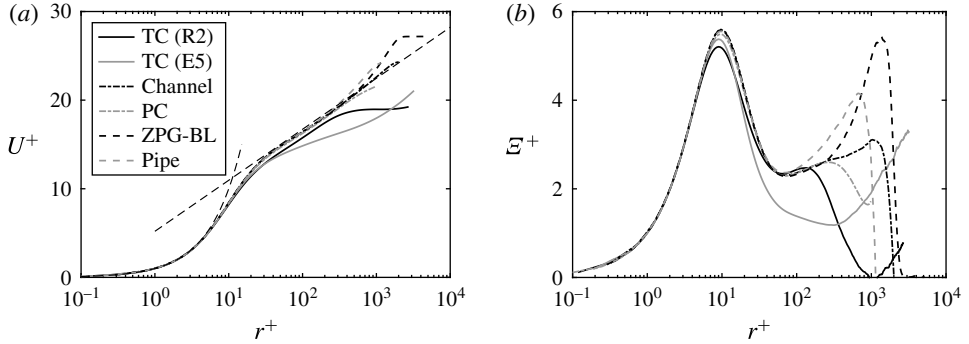 (a)
30
20
10
0
U⁺
TC (R2)
TC (E5)
Channel
PC
ZPG-BL
Pipe
10⁻¹ 10⁰ 10¹ 10² 10³ 10⁴
r⁺
(b)
6
4
2
0
Ξ⁺
10⁻¹ 10⁰ 10¹ 10² 10³ 10⁴
r⁺